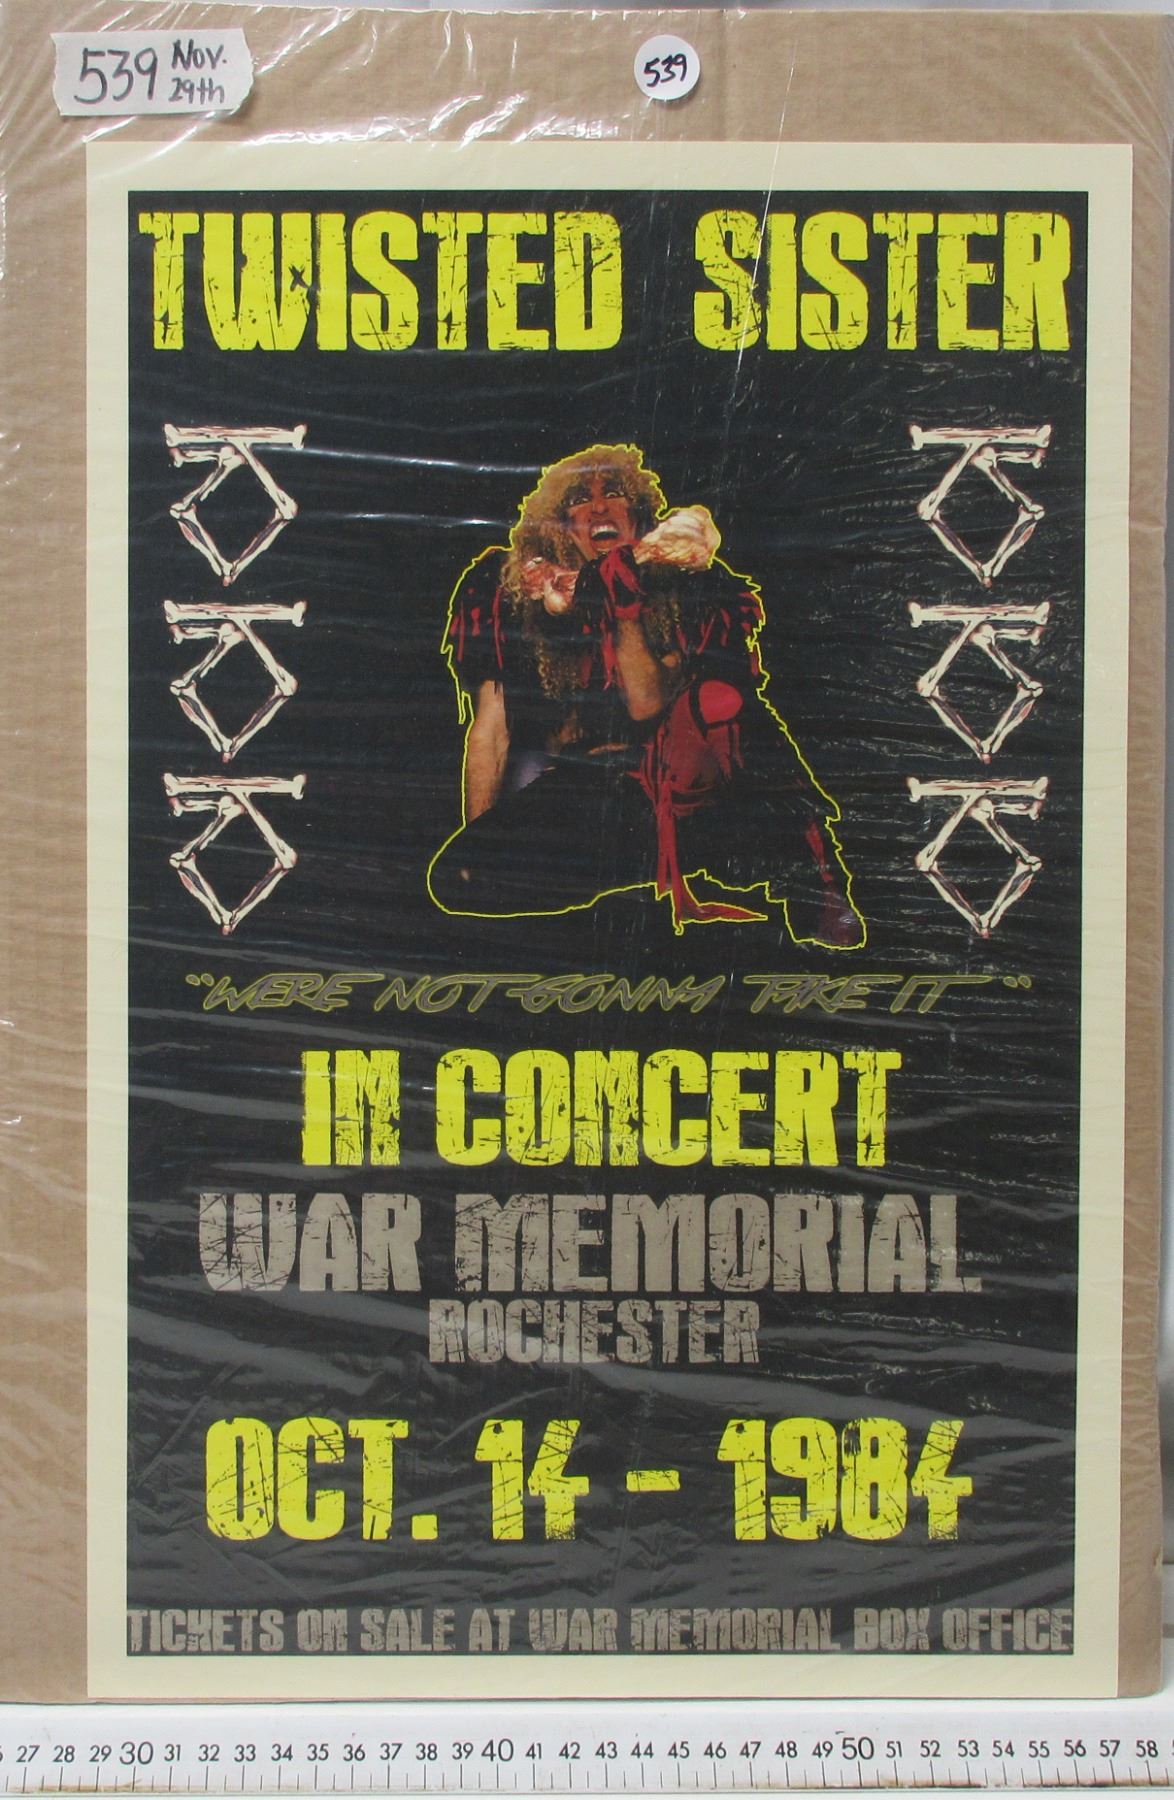 539 Nov. 29th
539
TWISTED SISTER
"WERE NOT GONNA TAKE IT"
IN CONCERT
WAR MEMORIAL
ROCHESTER
OCT. 14 - 1984
TICKETS ON SALE AT WAR MEMORIAL BOX OFFICE
27 28 29 30 31 32 33 34 35 36 37 38 39 40 41 42 43 44 45 46 47 48 49 50 51 52 53 54 55 56 57 58